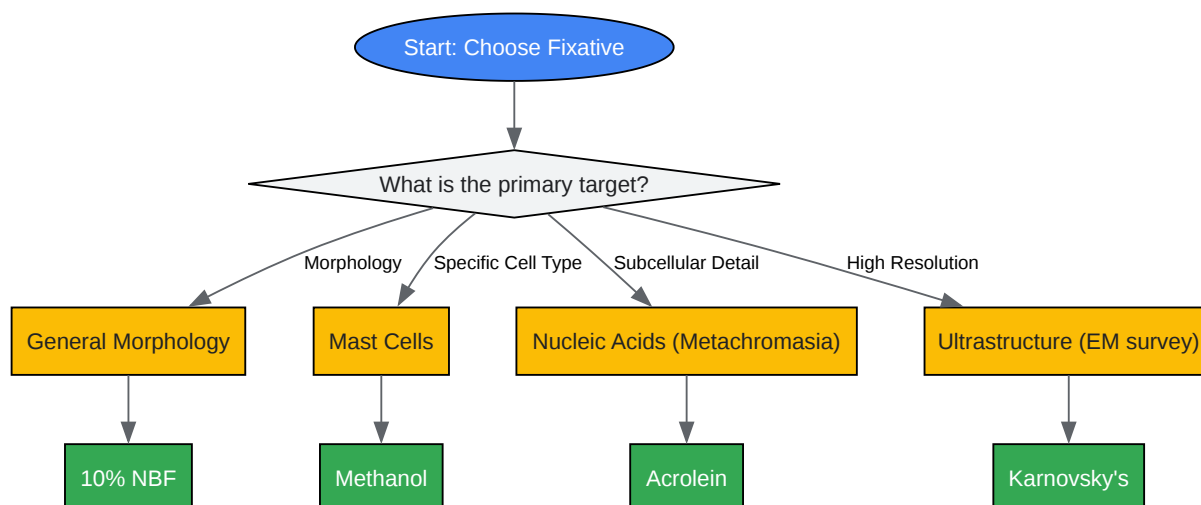 Start: Choose Fixative
What is the primary target?
Morphology
Specific Cell Type
Subcellular Detail
High Resolution
General Morphology
Mast Cells
Nucleic Acids (Metachromasia)
Ultrastructure (EM survey)
10% NBF
Methanol
Acrolein
Karnovsky's